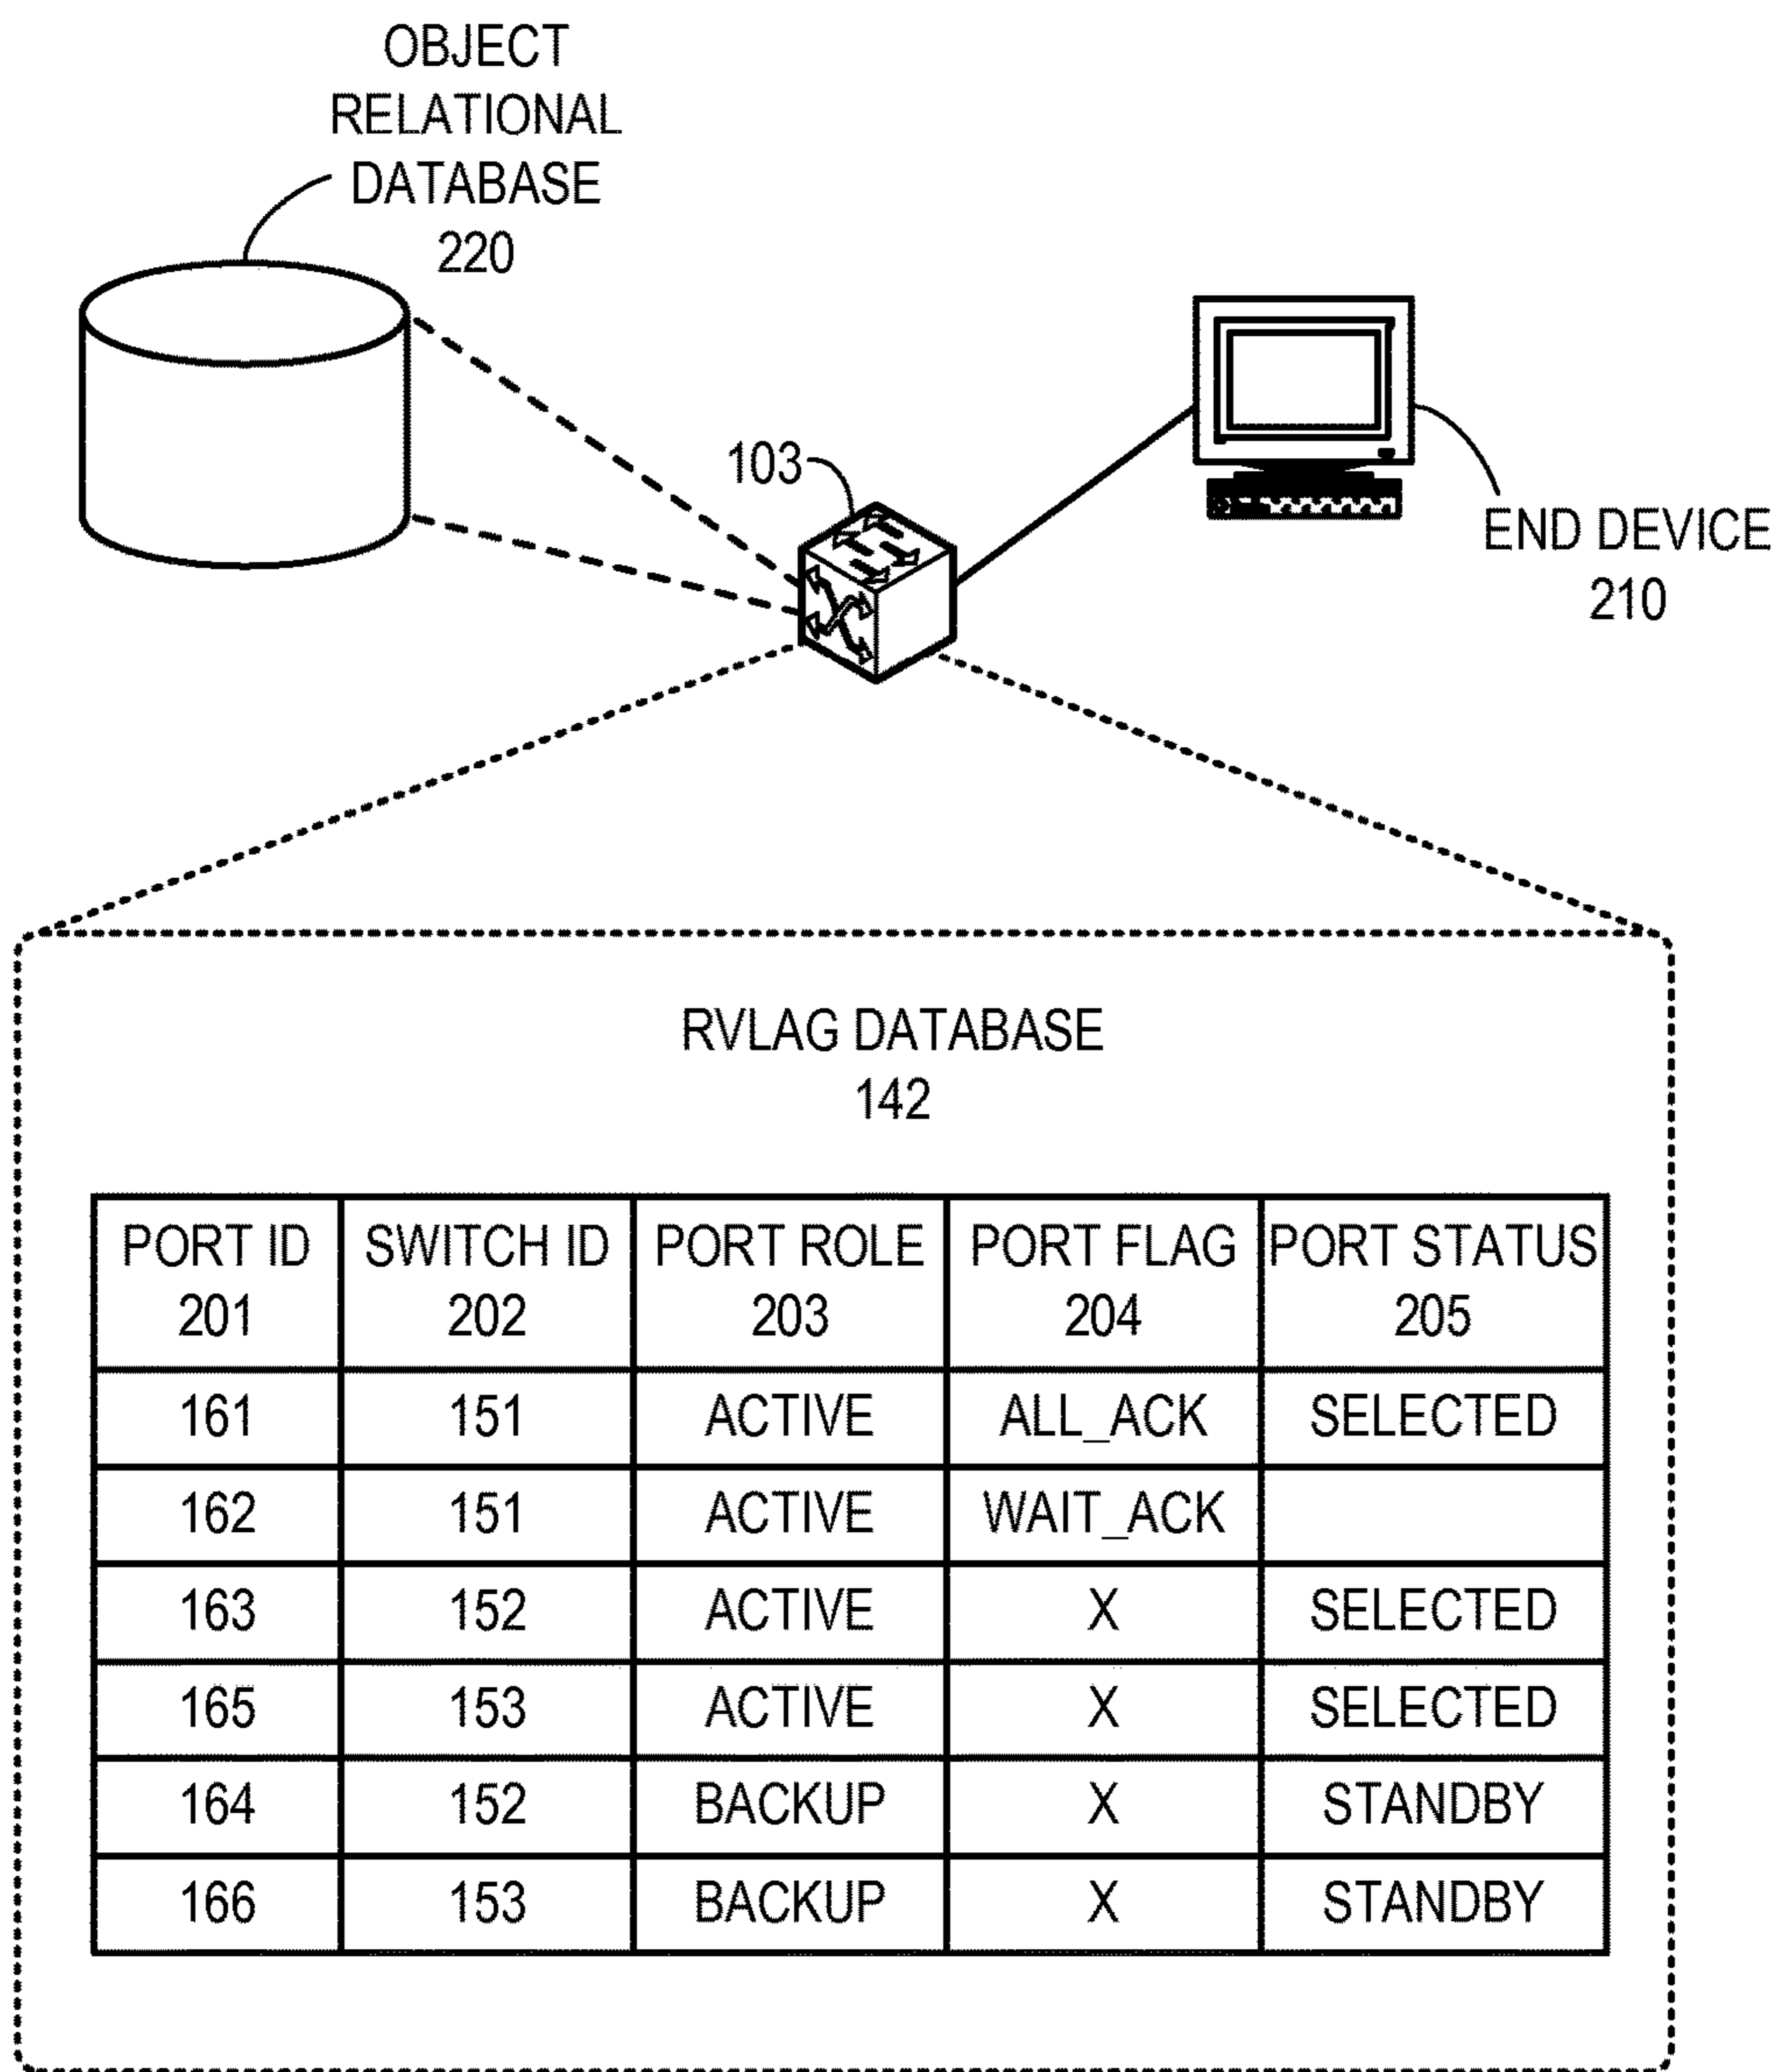 OBJECT
RELATIONAL
DATABASE
220
103
END DEVICE
210
RVLAG DATABASE
142
PORT ID SWITCH ID PORT ROLE PORT FLAG PORT STATUS
201 202 203 204 205
161 151 ACTIVE ALL_ACK SELECTED
162 151 ACTIVE WAIT_ACK
163 152 ACTIVE X SELECTED
165 153 ACTIVE X SELECTED
164 152 BACKUP X STANDBY
166 153 BACKUP X STANDBY